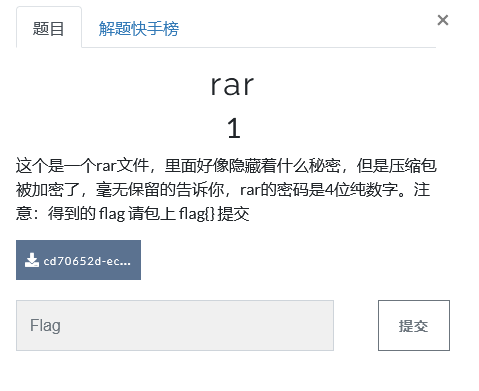 题目 解题快手榜 ×
rar
1
这个是一个rar文件，里面好像隐藏着什么秘密，但是压缩包
被加密了，毫无保留的告诉你，rar的密码是4位纯数字。注
意：得到的 flag 请包上 flag{} 提交
cd70652d-ec...
Flag 提交